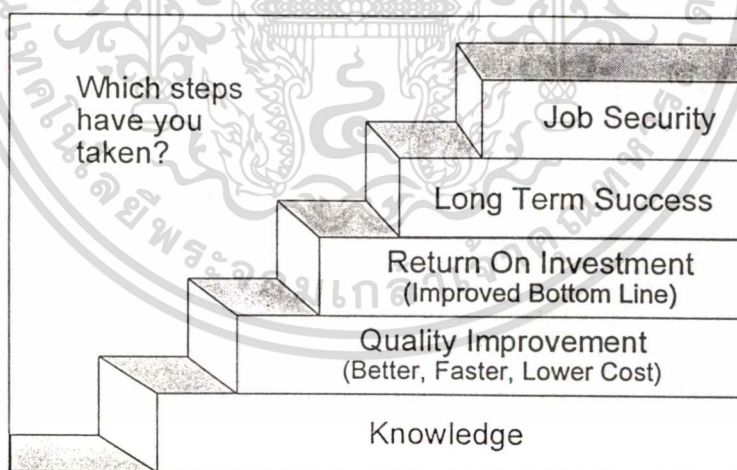 Which steps
have you
taken?
Job Security
Long Term Success
Return On Investment
(Improved Bottom Line)
Quality Improvement
(Better, Faster, Lower Cost)
Knowledge